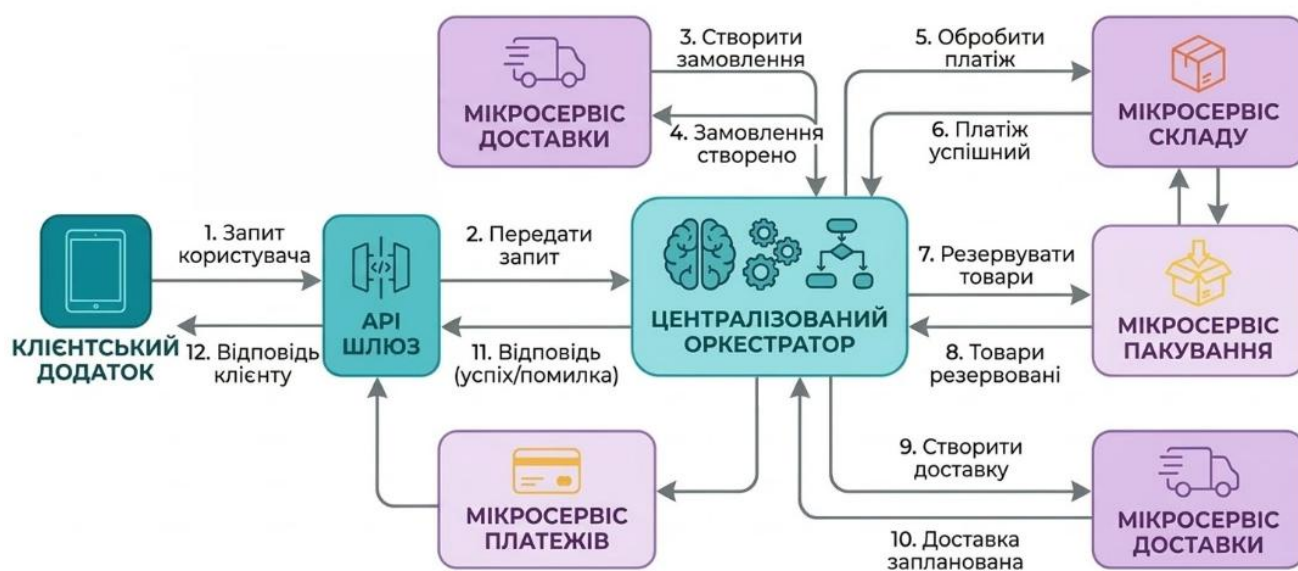 3. Створити
замовлення
МІКРОСЕРВІС
ДОСТАВКИ
4. Замовлення
створено
5. Обробити
платіж
6. Платіж
успішний
МІКРОСЕРВІС
СКЛАДУ
1. Запит
користувача
2. Передати
запит
КЛІЄНТСЬКИЙ
ДОДАТОК
12. Відповідь
клієнту
</>
АРІ
ШЛЮЗ
11. Відповідь
(успіх/помилка)
ЦЕНТРАЛІЗОВАНИЙ
ОРКЕСТРАТОР
7. Резервувати
товари
8. Товари
резервовані
МІКРОСЕРВІС
ПАКУВАННЯ
МІКРОСЕРВІС
ПЛАТЕЖІВ
9. Створити
доставку
10. Доставка
запланована
МІКРОСЕРВІС
ДОСТАВКИ